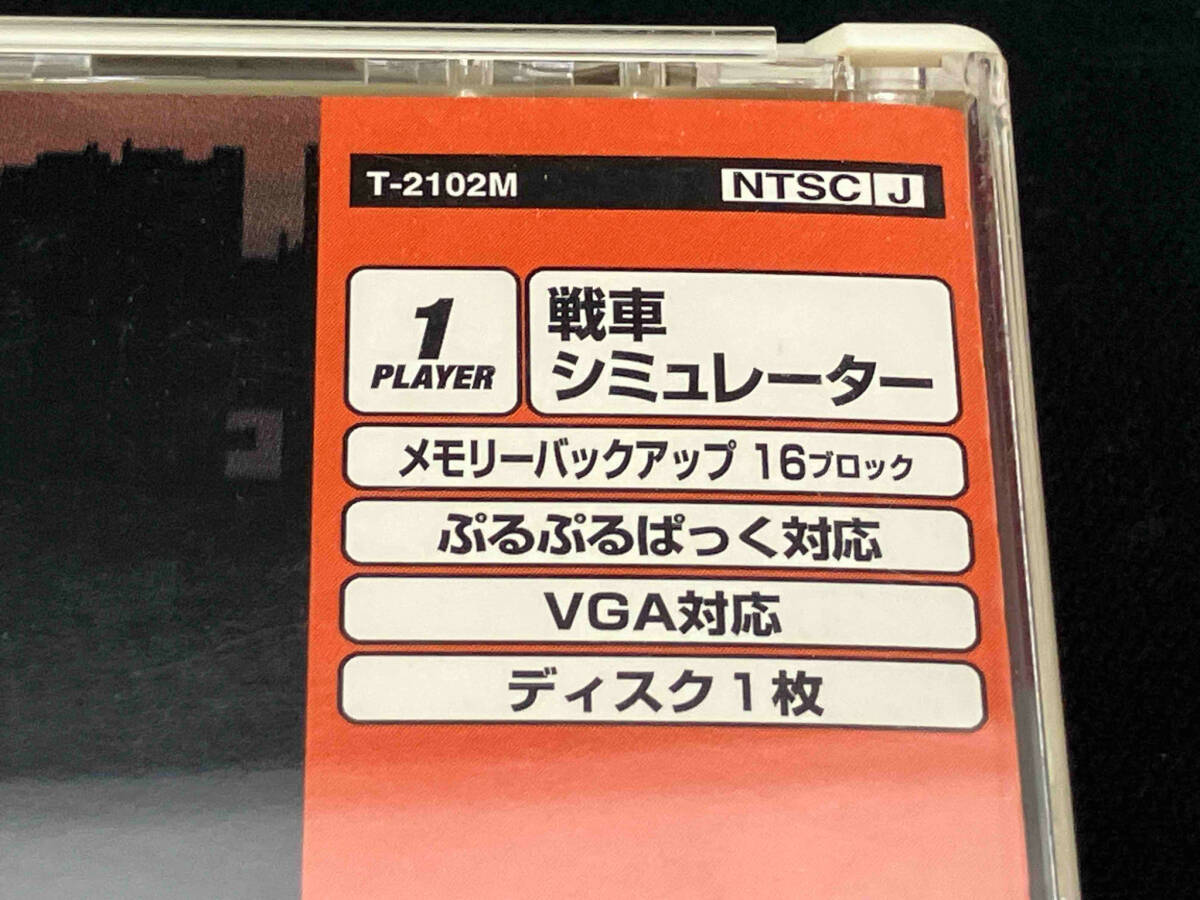 T-2102M NTSC J
1
PLAYER
戦車
シミュレーター
メモリーバックアップ 16ブロック
ぷるぷるぱっく対応
VGA対応
ディスク1枚